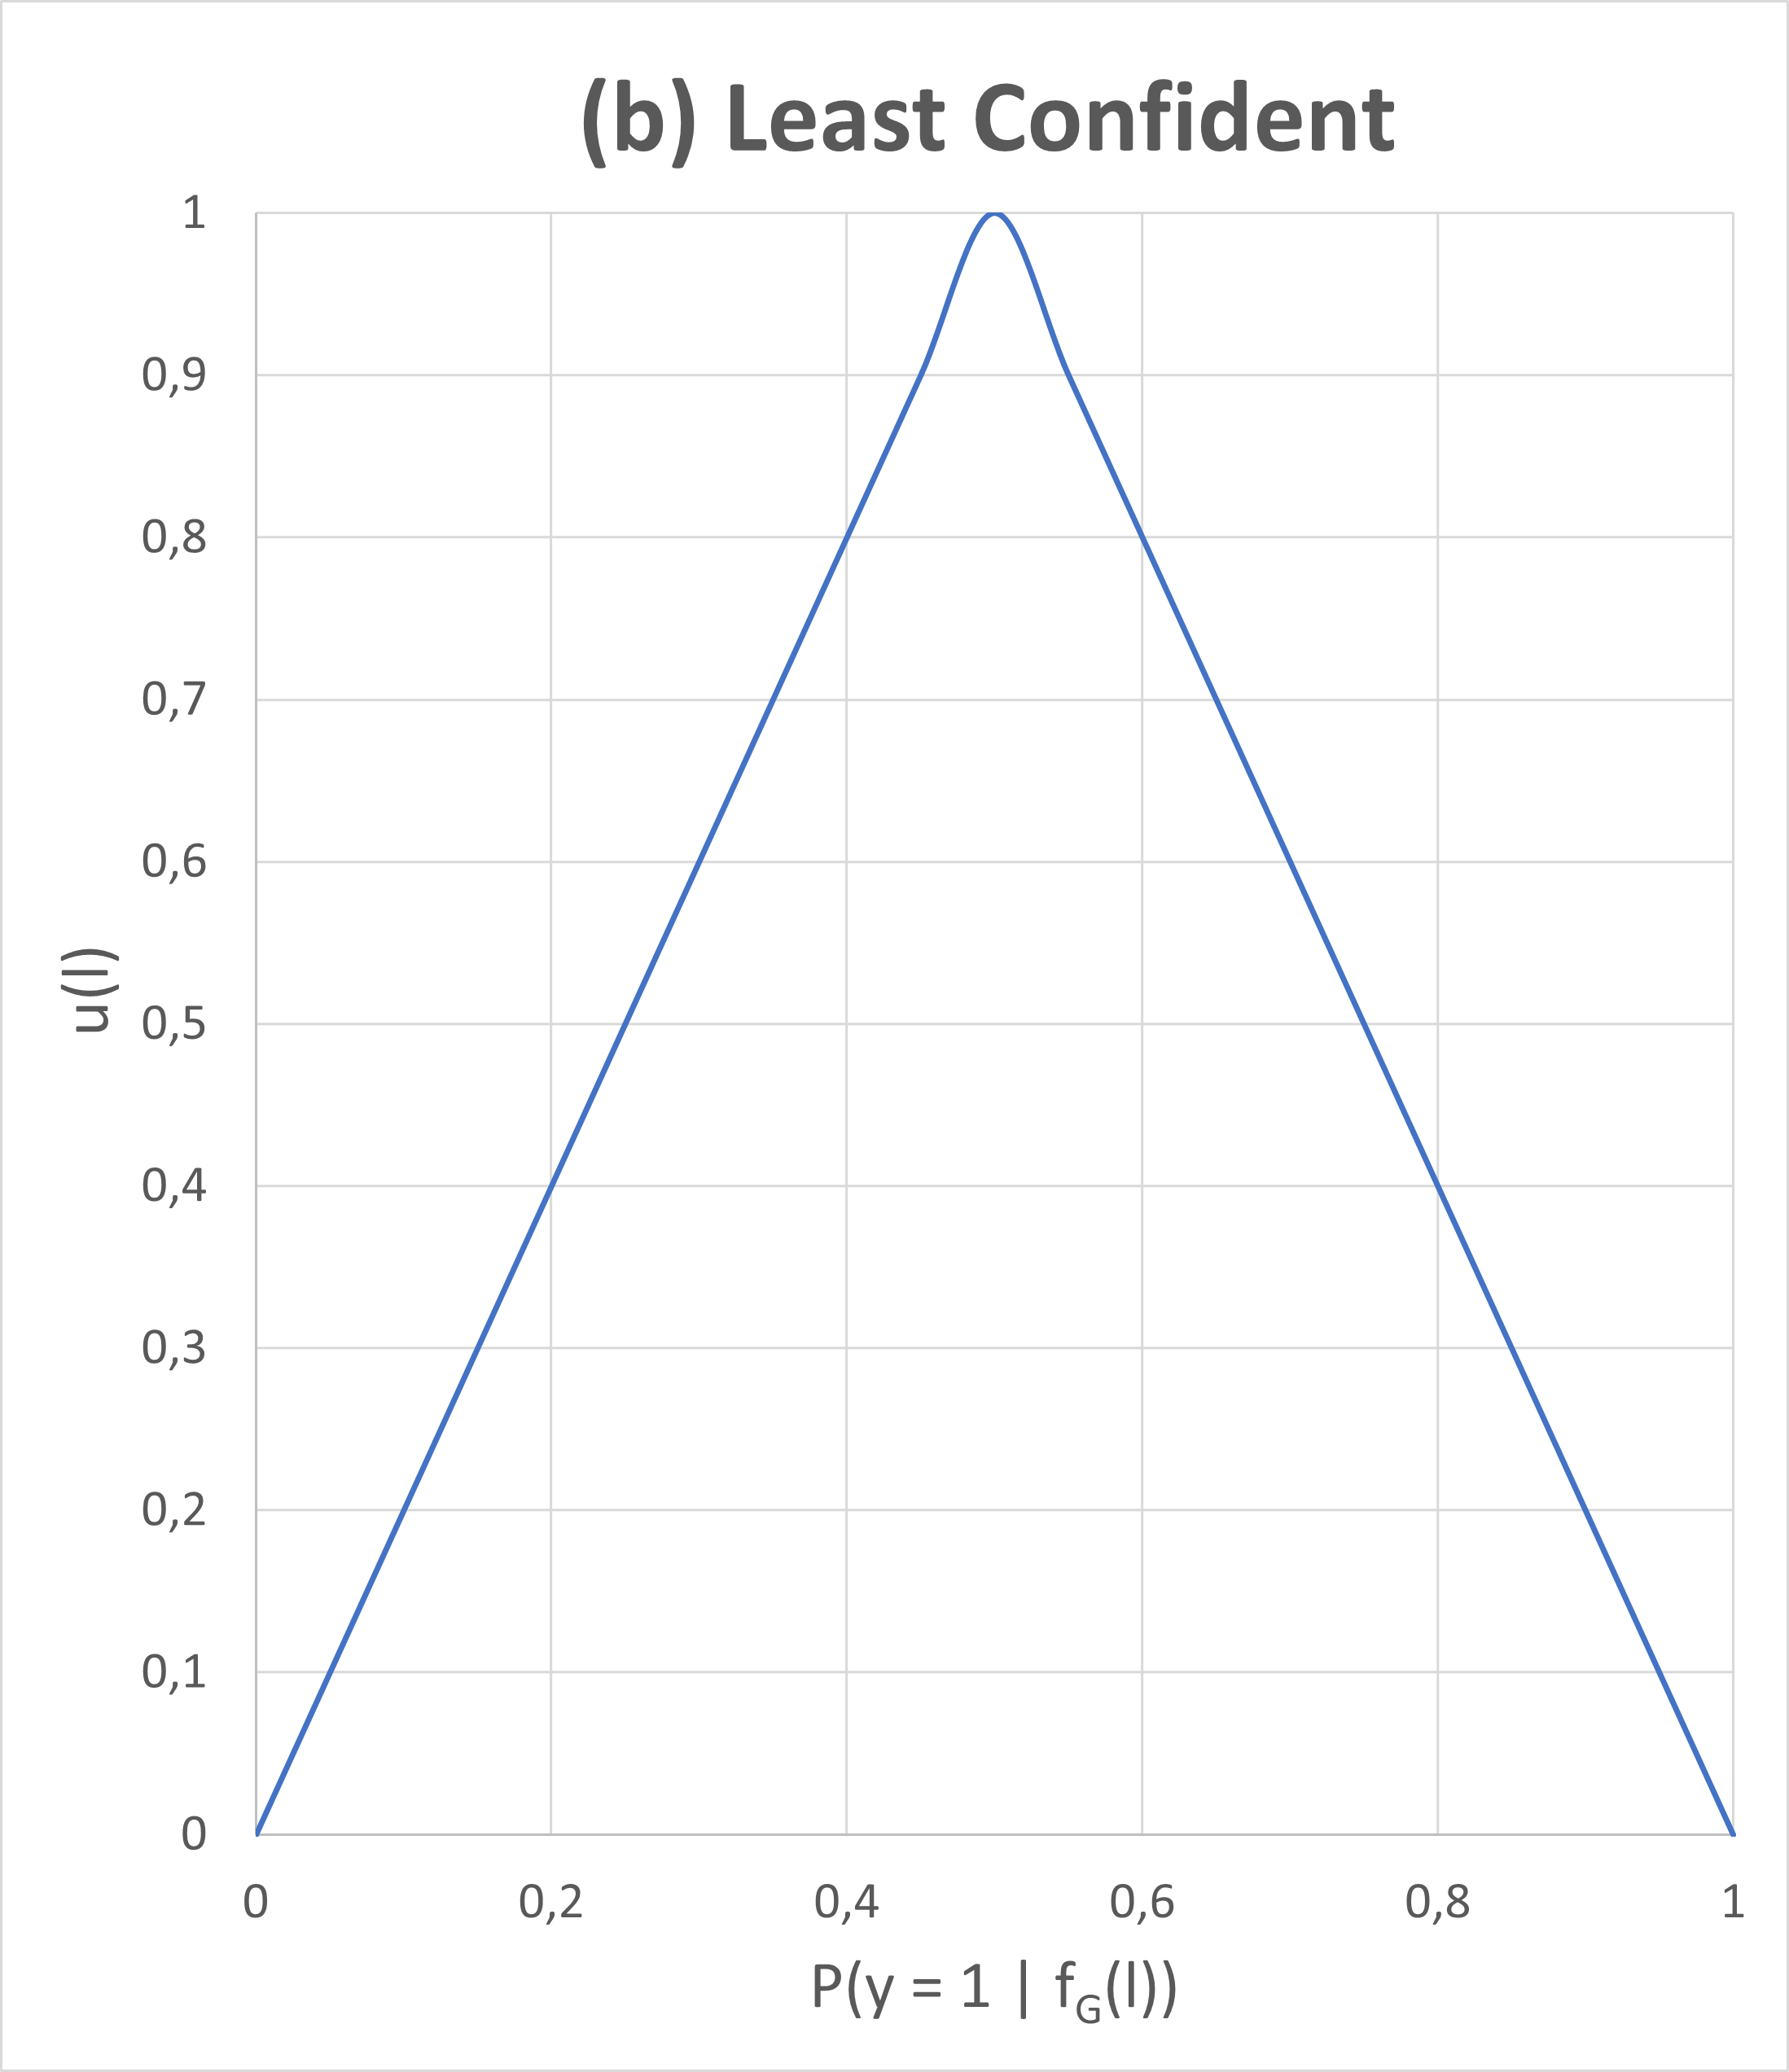 (b) Least Confident
1
0,9
0,8
0,7
0,6
0,5
0,4
0,3
0,2
0,1
0
u(l)
0 0,2 0,4 0,6 0,8 1
P(y = 1 | fG(l))